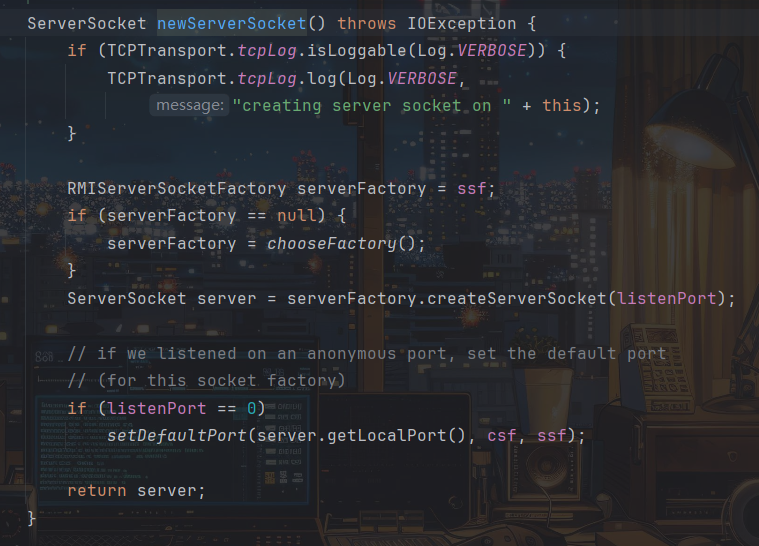 ServerSocket newServerSocket() throws IOException {
    if (TCPTransport.tcpLog.isLoggable(Log.VERBOSE)) {
        TCPTransport.tcpLog.log(Log.VERBOSE,
            message: "creating server socket on " + this);
    }

    RMIServerSocketFactory serverFactory = ssf;
    if (serverFactory == null) {
        serverFactory = chooseFactory();
    }
    ServerSocket server = serverFactory.createServerSocket(listenPort);

    // if we listened on an anonymous port, set the default port
    // (for this socket factory)
    if (listenPort == 0)
        setDefaultPort(server.getLocalPort(), csf, ssf);

    return server;
}